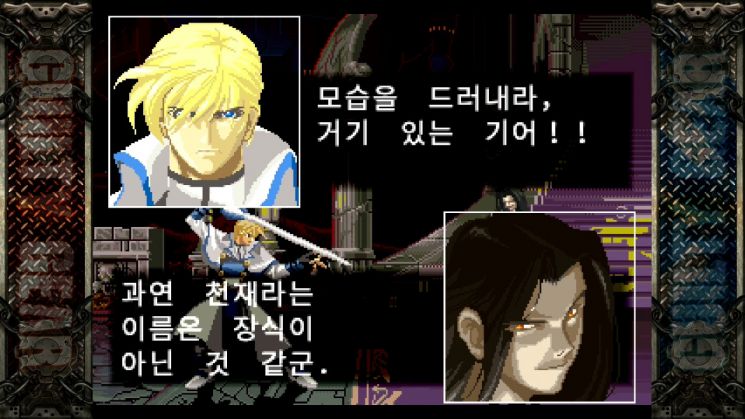 모습을 드러내라,
거기 있는 기어!!
과연 천재라는
이름은 장식이
아닌 것 같군.